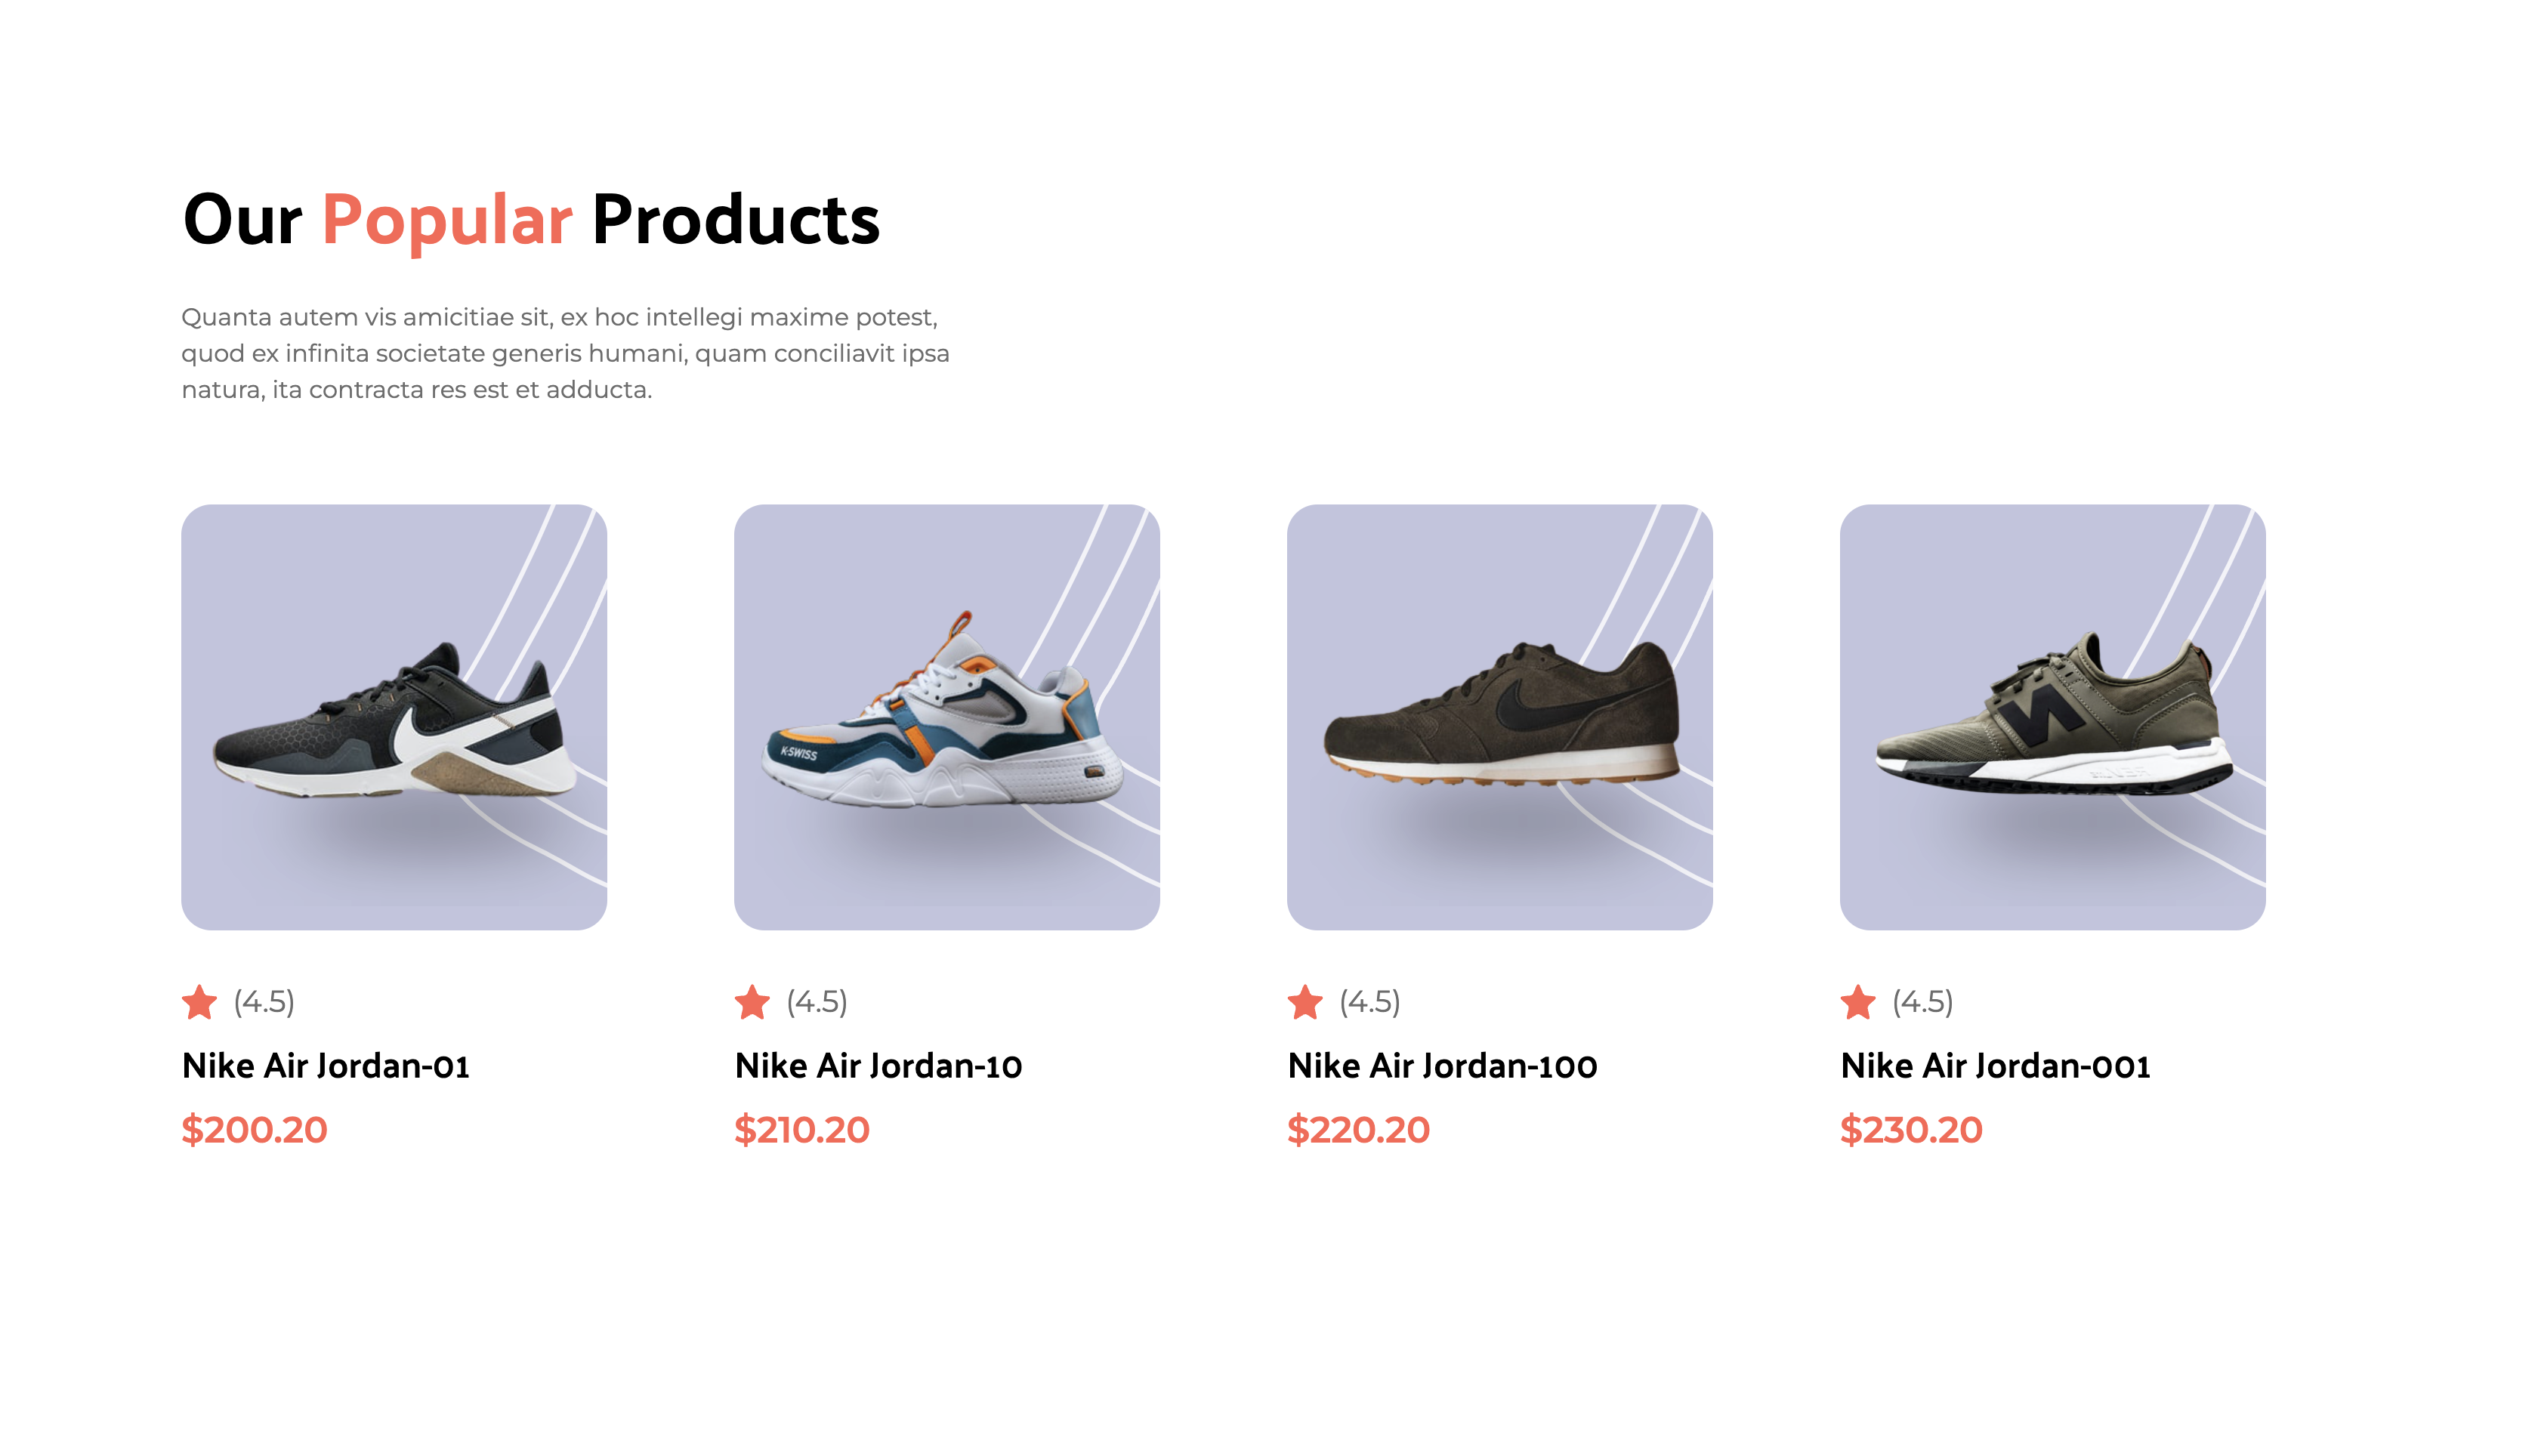 Our Popular Products
Quanta autem vis amicitiae sit, ex hoc intellegi maxime potest,
quod ex infinita societate generis humani, quam conciliavit ipsa
natura, ita contracta res est et adducta.
K-SWISS
N
(4.5)
(4.5)
(4.5)
(4.5)
Nike Air Jordan-01
Nike Air Jordan-10
Nike Air Jordan-100
Nike Air Jordan-001
$200.20
$210.20
$220.20
$230.20